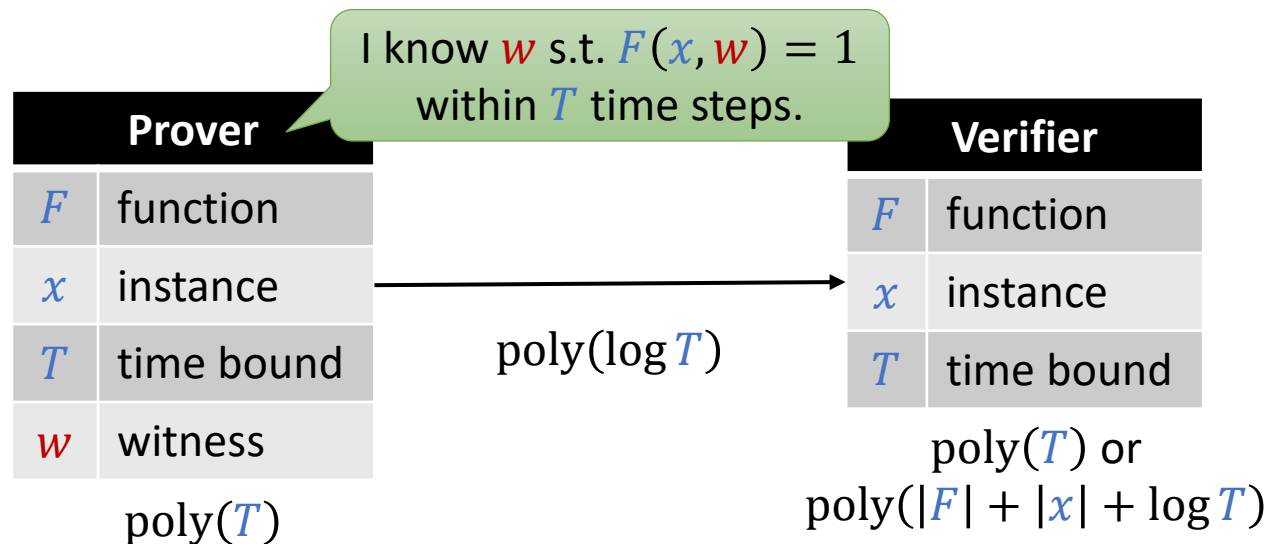 I know w s.t. F(x, w) = 1
within T time steps.
Prover
F function
x instance
T time bound
w witness
poly(T)
poly(log T)
Verifier
F function
x instance
T time bound
poly(T) or
poly(|F| + |x| + log T)